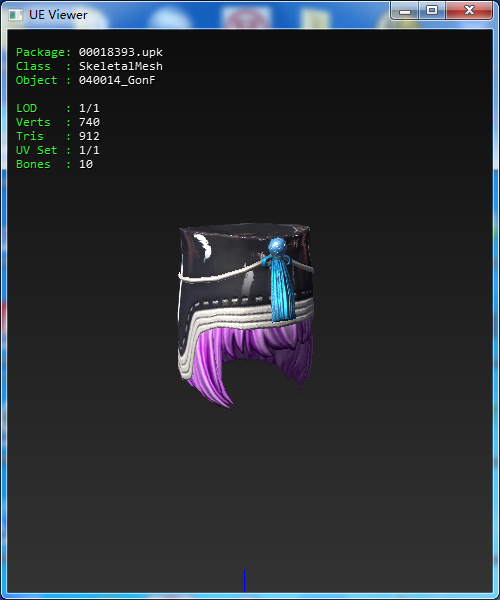 UE Viewer
Package: 00018393.upk
Class : SkeletalMesh
Object : 040014_GonF
LOD : 1/1
Verts : 740
Tris : 912
UV Set : 1/1
Bones : 10